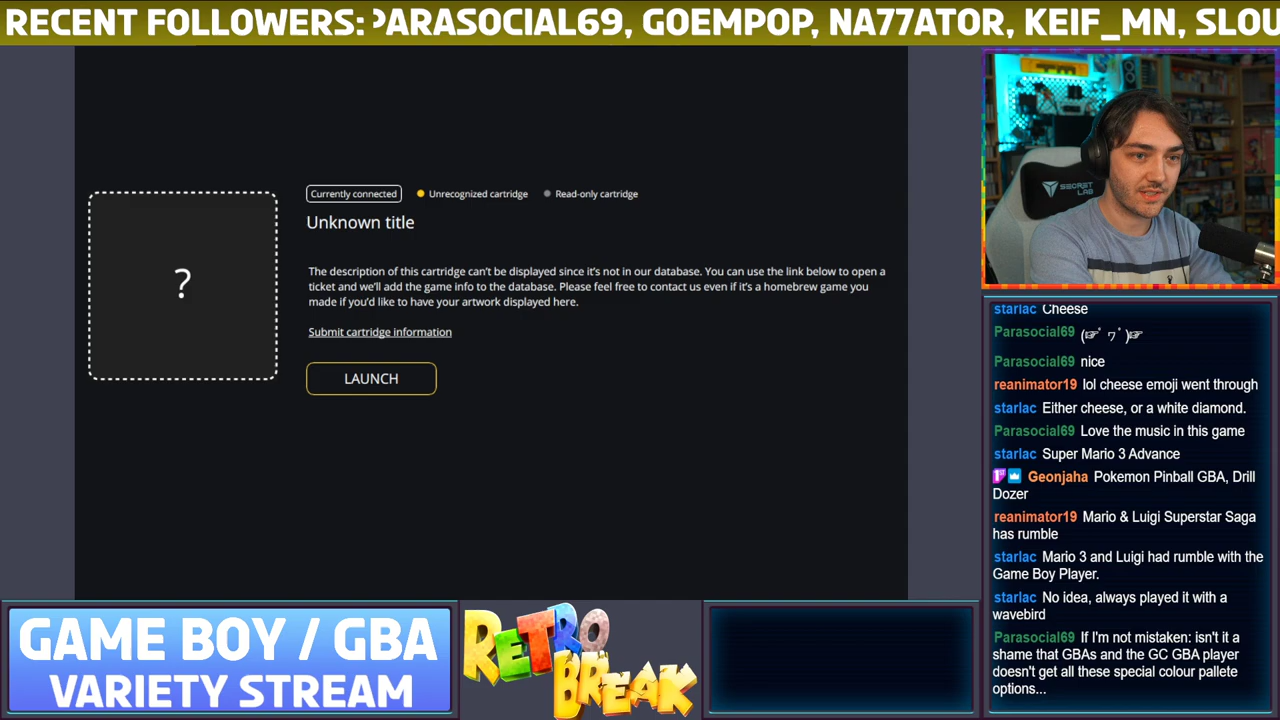 RECENT FOLLOWERS: PARASOCIAL69, GOEMPOP, NA77ATOR, KEIF_MN, SLOU
Currently connected
Unrecognized cartridge
Read-only cartridge
Unknown title
?
The description of this cartridge can't be displayed since it's not in our database. You can use the link below to open a
ticket and we'll add the game info to the database. Please feel free to contact us even if it's a homebrew game you
made if you'd like to have your artwork displayed here.
Submit cartridge information
LAUNCH
SECRET
LAB
starlac Cheese
Parasocial69 (☞ﾟヮﾟ)☞
Parasocial69 nice
reanimator19 lol cheese emoji went through
starlac Either cheese, or a white diamond.
Parasocial69 Love the music in this game
starlac Super Mario 3 Advance
Geonjaha Pokemon Pinball GBA, Drill
Dozer
reanimator19 Mario & Luigi Superstar Saga
has rumble
starlac Mario 3 and Luigi had rumble with the
Game Boy Player.
starlac No idea, always played it with a
wavebird
Parasocial69 If I'm not mistaken: isn't it a
shame that GBAs and the GC GBA player
doesn't get all these special colour pallete
options...
GAME BOY / GBA
VARIETY STREAM
RETRO
BREAK